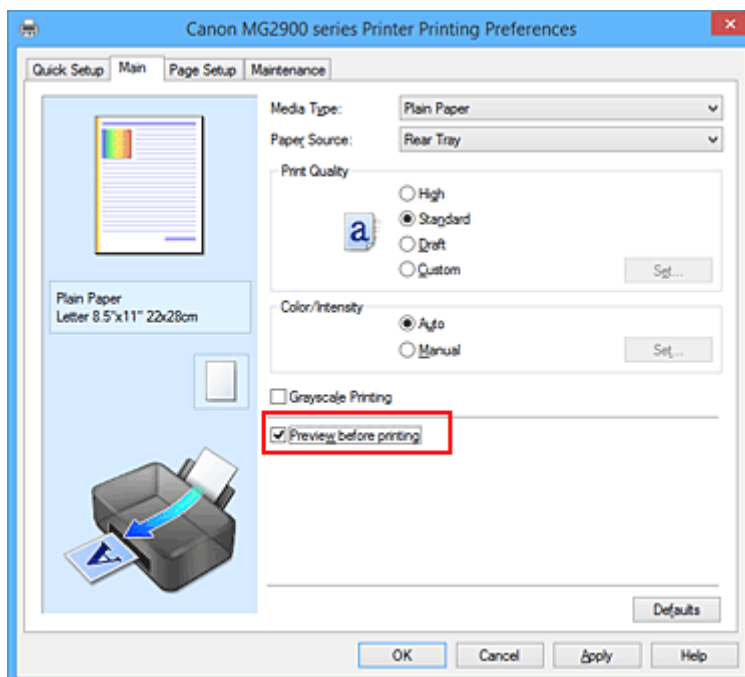 Canon MG2900 series Printer Printing Preferences
Quick Setup Main Page Setup Maintenance
Media Type: Plain Paper
Paper Source: Rear Tray
Print Quality
High
a Standard
Draft
Custom Set...
Plain Paper
Letter 8.5"x11" 22x28cm
Color/Intensity
Auto
Manual Set...
Grayscale Printing
Preview before printing
A
Defaults
OK Cancel Apply Help